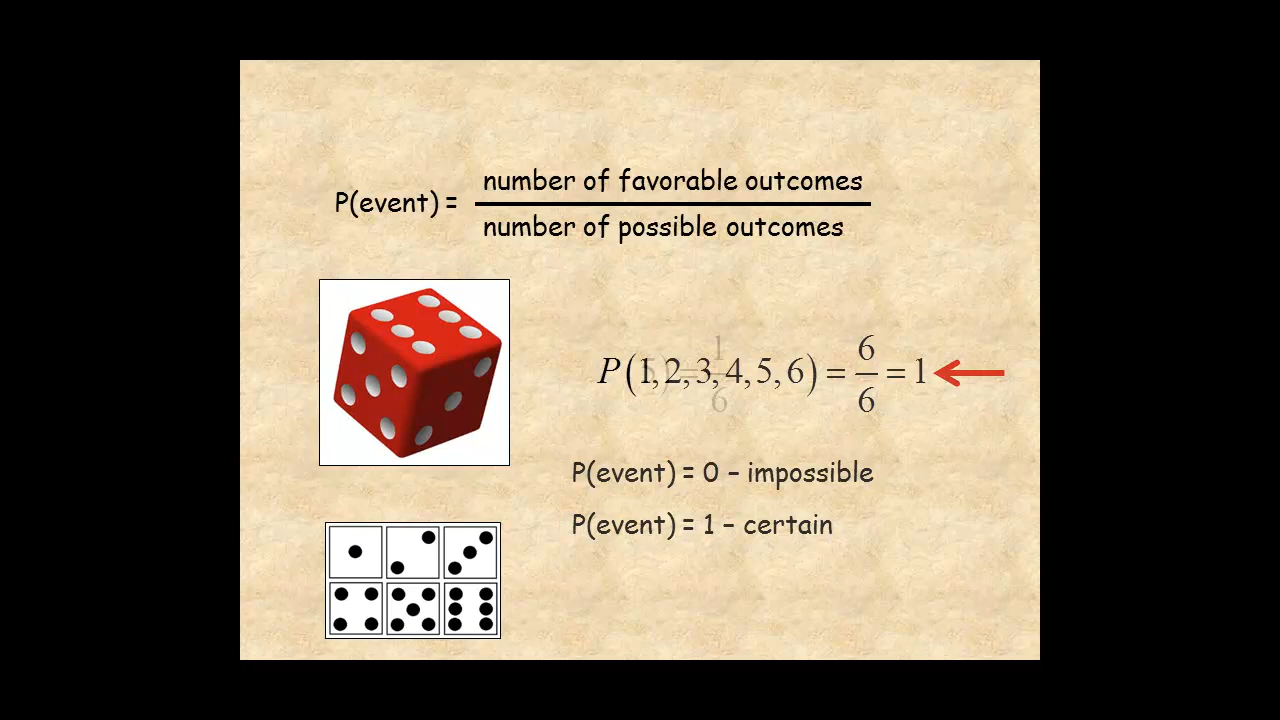 P(event) = number of favorable outcomes
number of possible outcomes
P(1,2,3,4,5,6) = 6/6 = 1
P(event) = 0 – impossible
P(event) = 1 – certain